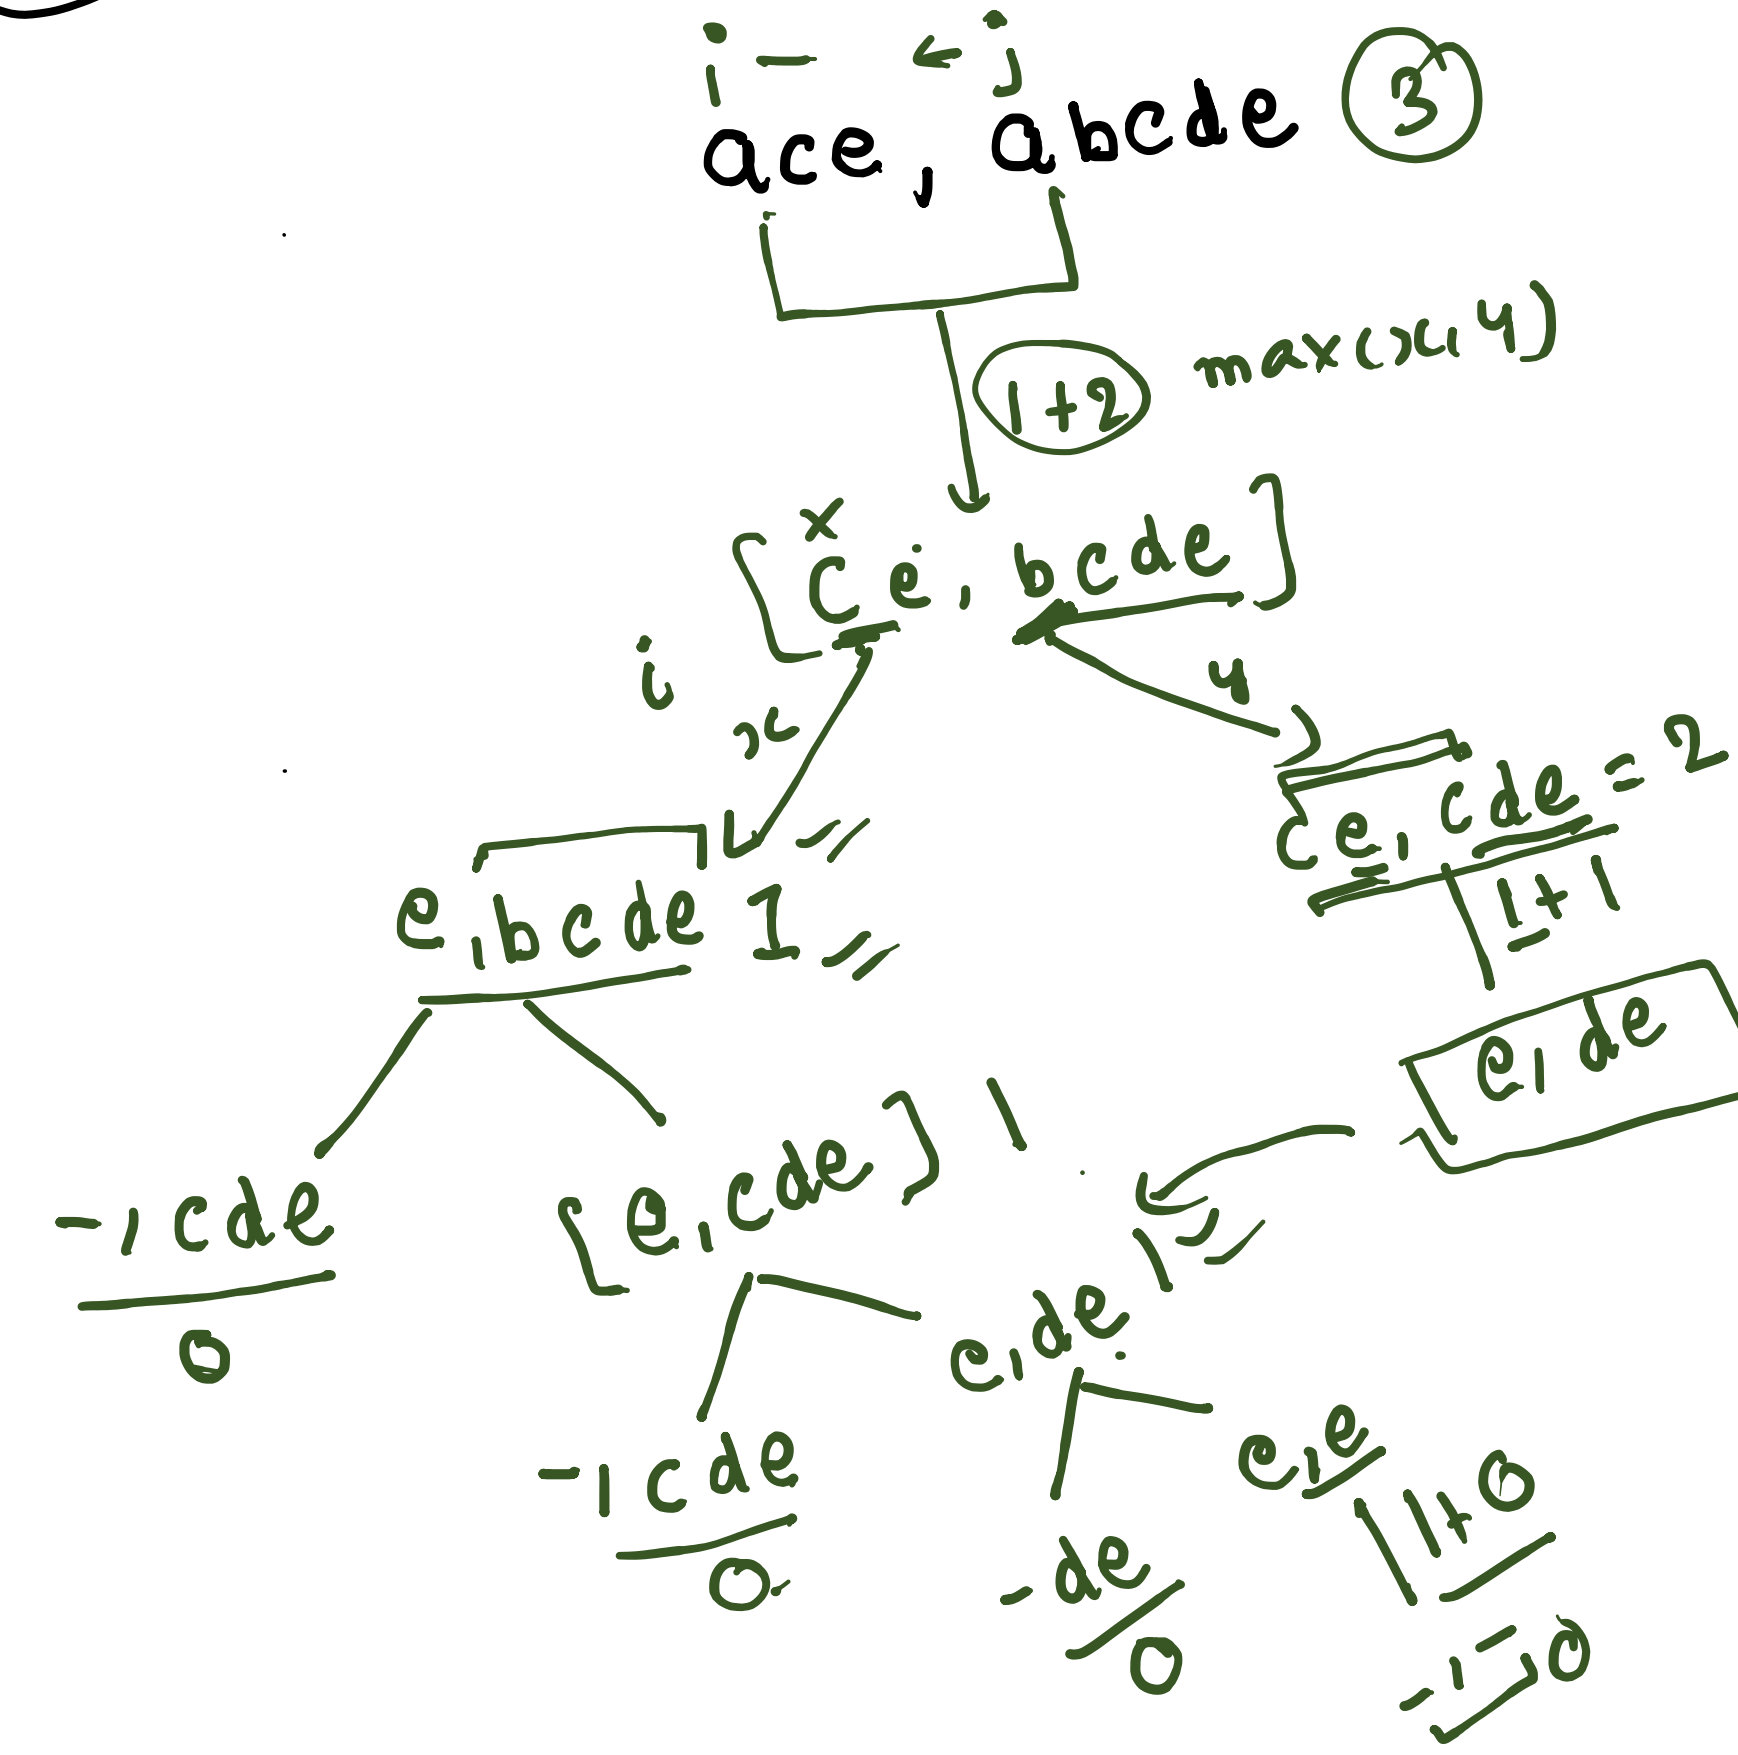 i - ← j
ace, abcde 3
1+2 max(x, y)
x
[ce, bcde]
i
x y
ce, cde = 2
1+1
e, bcde 1
e, de
-, cde [e, cde] 1
0
e, de 1
-, cde
0
e, e 1+0
- de
0
-, - 0